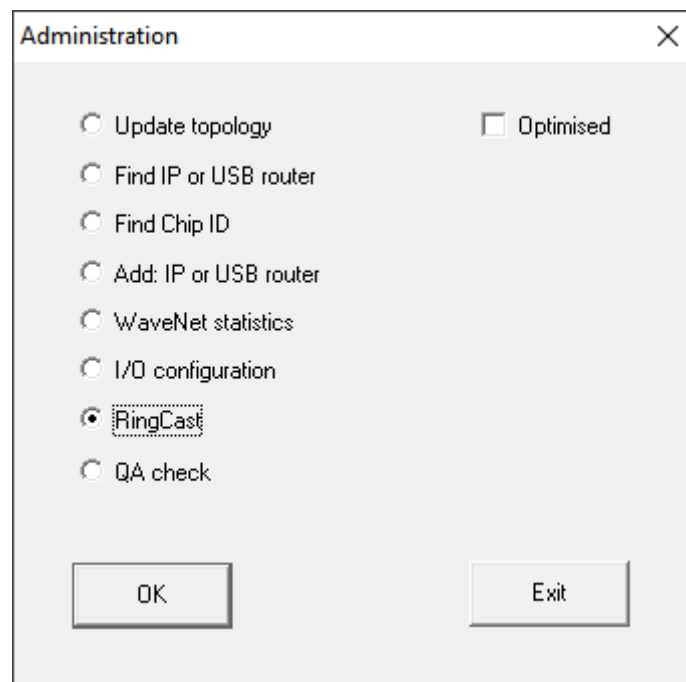 Administration
Update topology
Optimised
Find IP or USB router
Find Chip ID
Add: IP or USB router
WaveNet statistics
I/O configuration
RingCast
QA check
OK
Exit